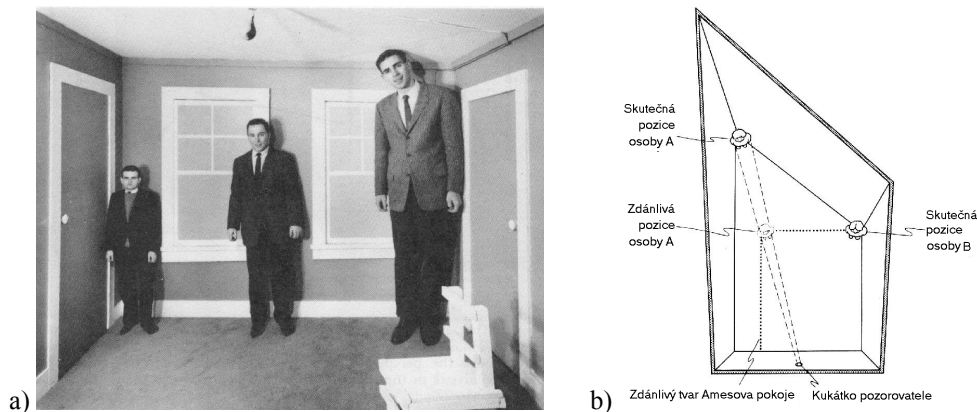 a)
b)
Skutečná
pozice
osoby A
Zdánlivá
pozice
osoby A
Skutečná
pozice
osoby B
Zdánlivý tvar Amesova pokoje
Kukátko pozorovatele